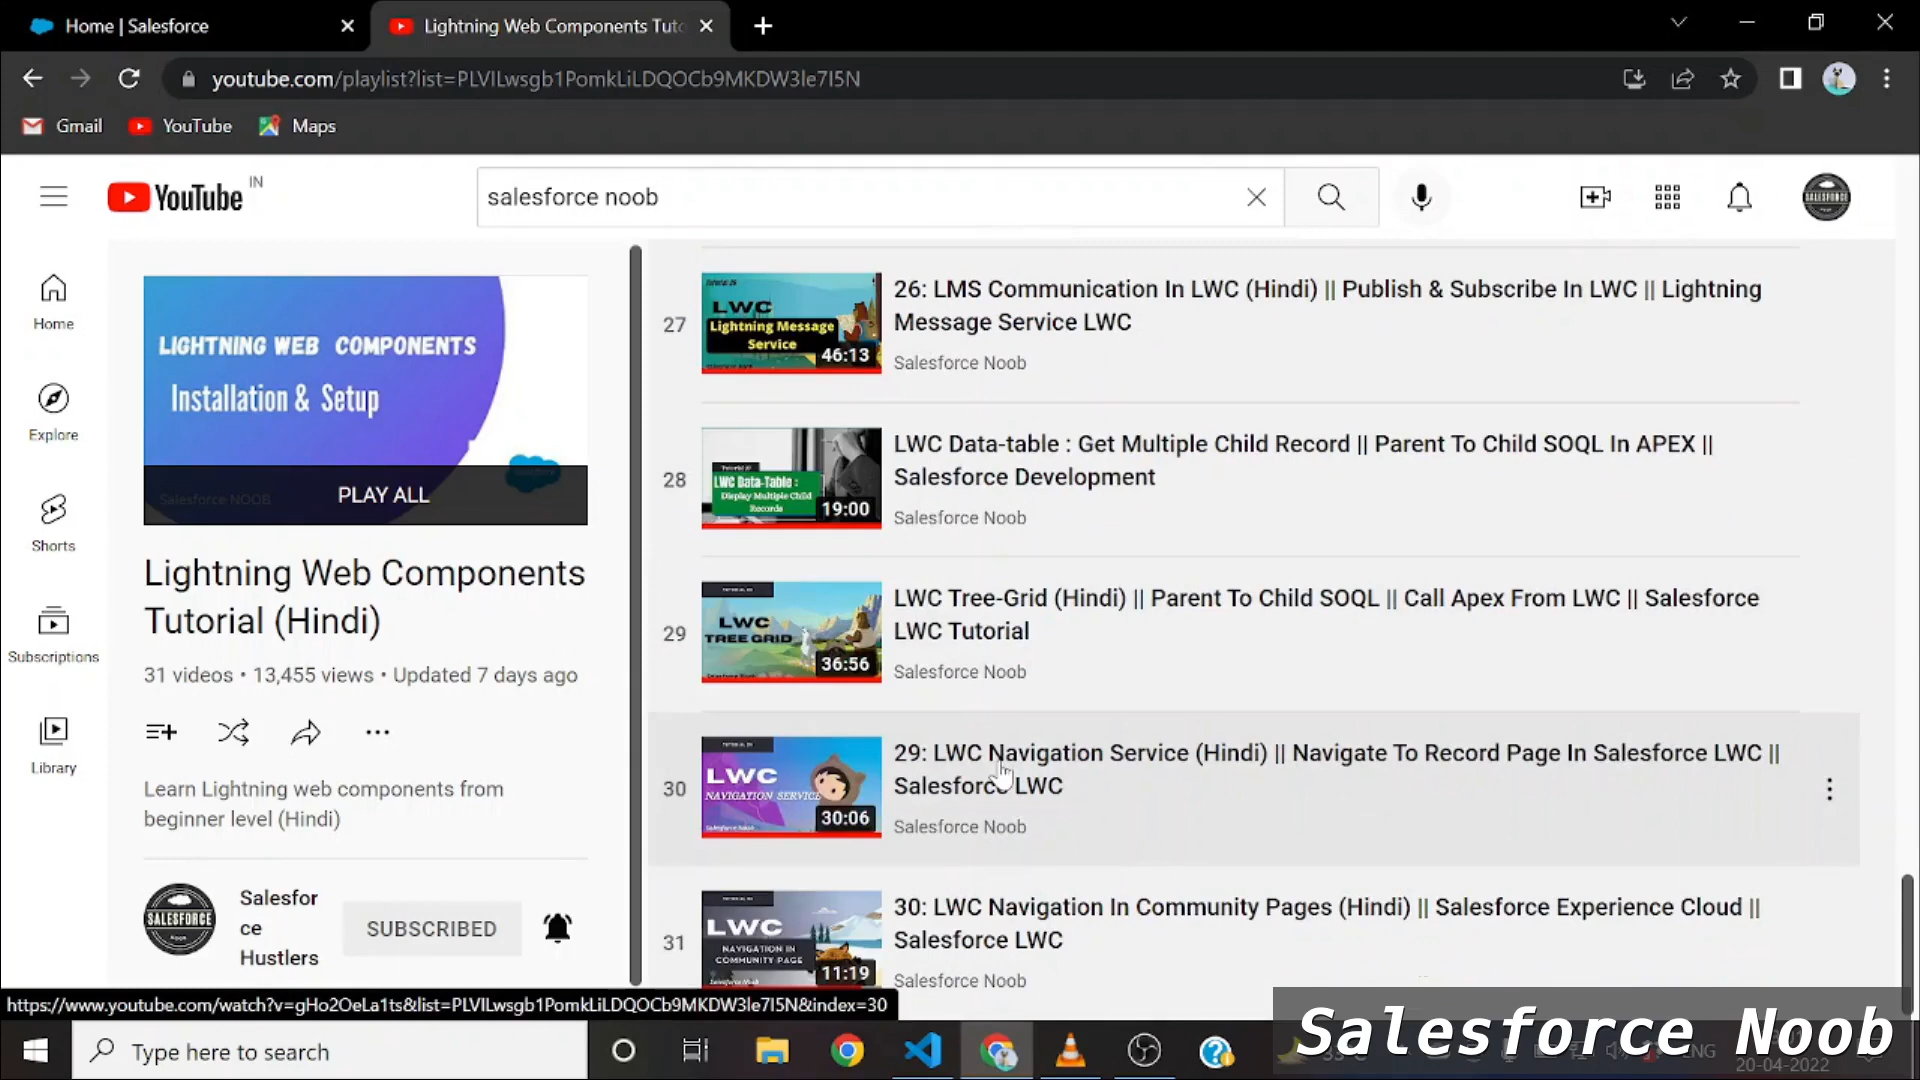 Home | Salesforce
Lightning Web Components Tuto
youtube.com/playlist?list=PLVILwsgb1PomkLiLDQOCb9MKDW3le7I5N
Gmail
YouTube
Maps
YouTube
IN
salesforce noob
Home
Explore
Shorts
Subscriptions
Library
LIGHTNING WEB COMPONENTS
Installation & Setup
Salesforce NOOB
PLAY ALL
Lightning Web Components
Tutorial (Hindi)
31 videos • 13,455 views • Updated 7 days ago
Learn Lightning web components from
beginner level (Hindi)
SALESFORCE
Noob
Salesfor
ce
Hustlers
SUBSCRIBED
27
LWC
Lightning Message
Service
46:13
26: LMS Communication In LWC (Hindi) || Publish & Subscribe In LWC || Lightning
Message Service LWC
Salesforce Noob
28
LWC Data-Table :
Display Multiple Child
Records
19:00
LWC Data-table : Get Multiple Child Record || Parent To Child SOQL In APEX ||
Salesforce Development
Salesforce Noob
29
LWC
TREE GRID
36:56
LWC Tree-Grid (Hindi) || Parent To Child SOQL || Call Apex From LWC || Salesforce
LWC Tutorial
Salesforce Noob
30
LWC
NAVIGATION SERVICE
30:06
29: LWC Navigation Service (Hindi) || Navigate To Record Page In Salesforce LWC ||
Salesforce LWC
Salesforce Noob
31
LWC
NAVIGATION IN
COMMUNITY PAGE
11:19
30: LWC Navigation In Community Pages (Hindi) || Salesforce Experience Cloud ||
Salesforce LWC
Salesforce Noob
https://www.youtube.com/watch?v=gHo2OeLa1ts&list=PLVILwsgb1PomkLiLDQOCb9MKDW3le7I5N&index=30
Type here to search
Salesforce Noob
ENG
20-04-2022